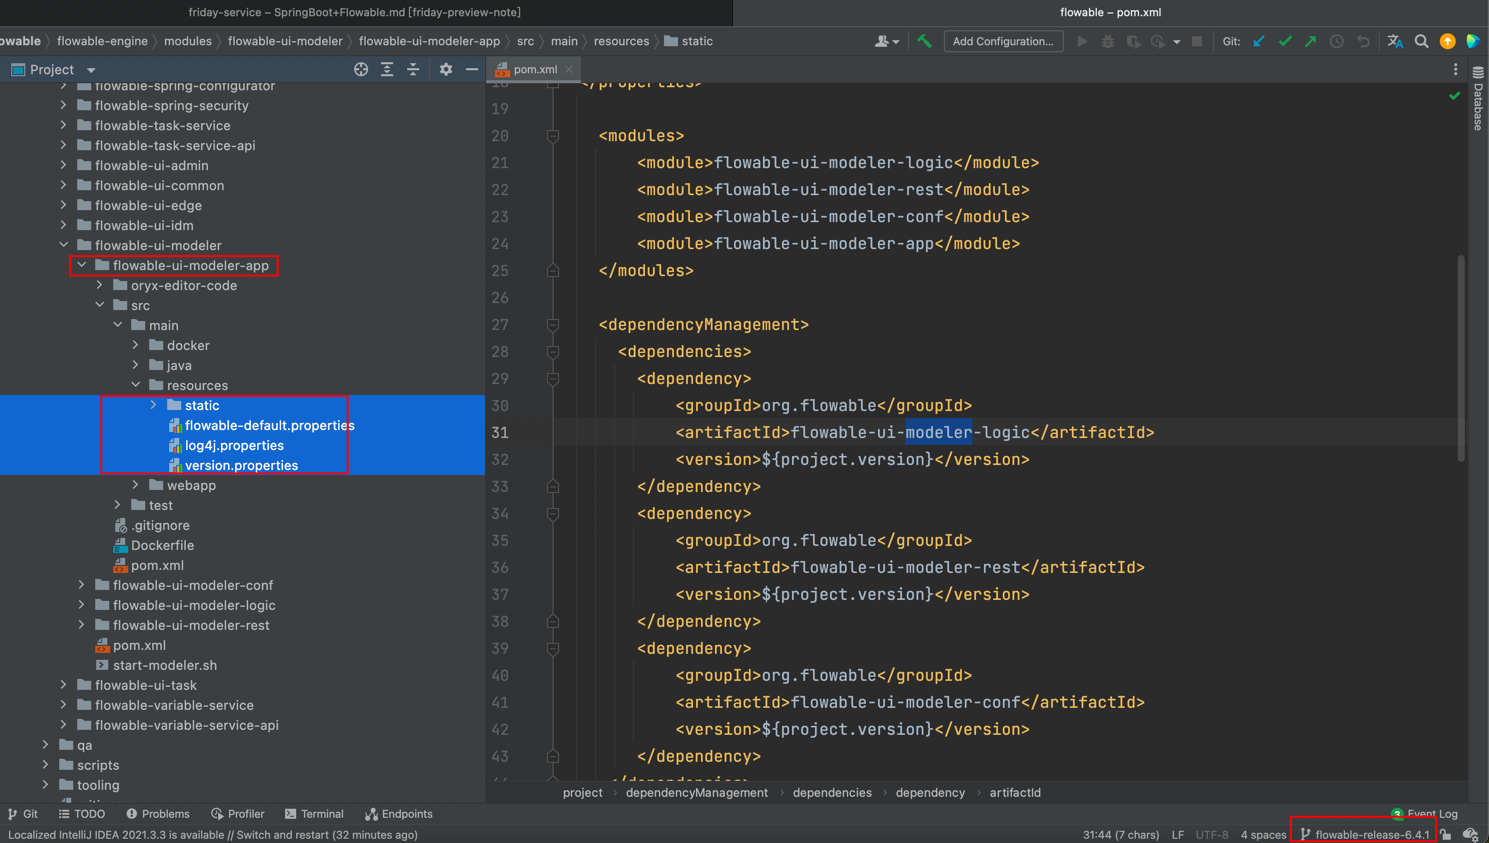 friday-service – SpringBoot+Flowable.md [friday-preview-note]
flowable – pom.xml
owable
flowable-engine
modules
flowable-ui-modeler
flowable-ui-modeler-app
src
main
resources
static
Add Configuration...
Git:
Project
pom.xml
flowable-spring-configurator
flowable-spring-security
flowable-task-service
flowable-task-service-api
flowable-ui-admin
flowable-ui-common
flowable-ui-edge
flowable-ui-idm
flowable-ui-modeler
flowable-ui-modeler-app
oryx-editor-code
src
main
docker
java
resources
static
flowable-default.properties
log4j.properties
version.properties
webapp
test
.gitignore
Dockerfile
pom.xml
flowable-ui-modeler-conf
flowable-ui-modeler-logic
flowable-ui-modeler-rest
pom.xml
start-modeler.sh
flowable-ui-task
flowable-variable-service
flowable-variable-service-api
qa
scripts
tooling
18 </properties>
19
20 <modules>
21 <module>flowable-ui-modeler-logic</module>
22 <module>flowable-ui-modeler-rest</module>
23 <module>flowable-ui-modeler-conf</module>
24 <module>flowable-ui-modeler-app</module>
25 </modules>
26
27 <dependencyManagement>
28 <dependencies>
29 <dependency>
30 <groupId>org.flowable</groupId>
31 <artifactId>flowable-ui-modeler-logic</artifactId>
32 <version>${project.version}</version>
33 </dependency>
34 <dependency>
35 <groupId>org.flowable</groupId>
36 <artifactId>flowable-ui-modeler-rest</artifactId>
37 <version>${project.version}</version>
38 </dependency>
39 <dependency>
40 <groupId>org.flowable</groupId>
41 <artifactId>flowable-ui-modeler-conf</artifactId>
42 <version>${project.version}</version>
43 </dependency>
44 </dependencies>
Database
project
dependencyManagement
dependencies
dependency
artifactId
Git
TODO
Problems
Profiler
Terminal
Endpoints
3 Event Log
Localized IntelliJ IDEA 2021.3.3 is available // Switch and restart (32 minutes ago)
31:44 (7 chars)
LF
UTF-8
4 spaces
flowable-release-6.4.1